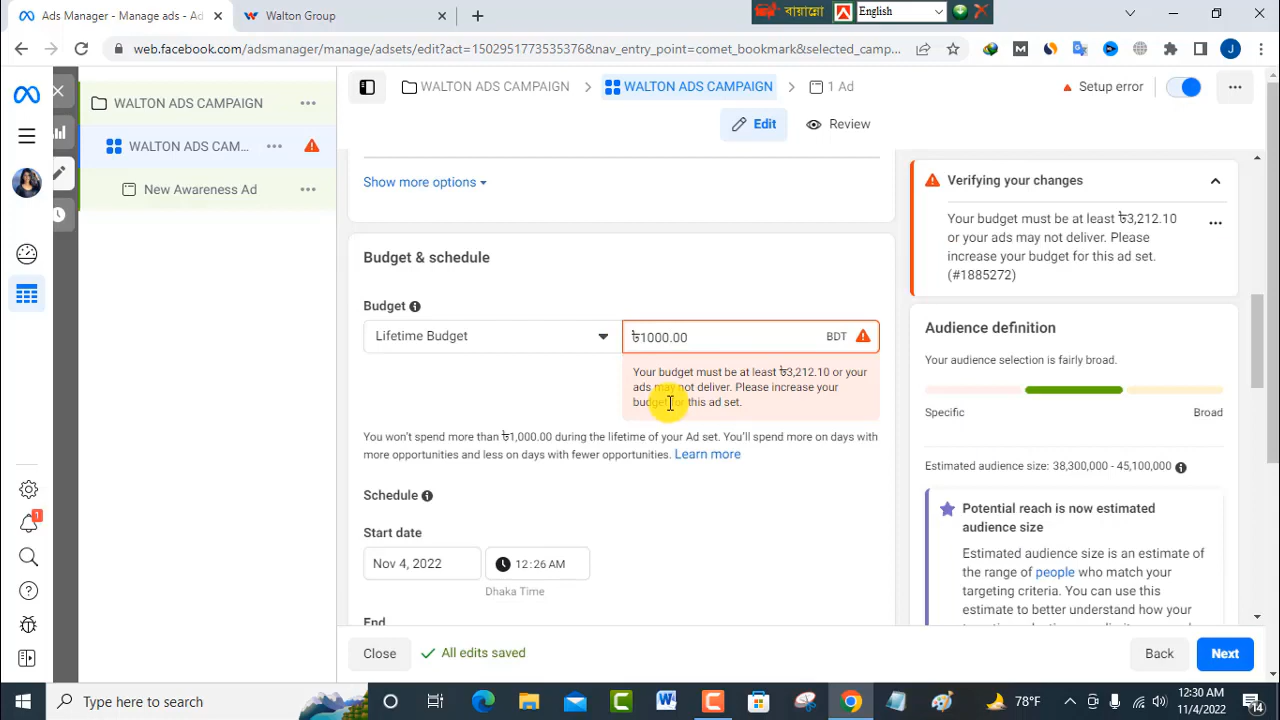 Ads Manager - Manage ads - Ad
Walton Group
বায়ান্নো
English
web.facebook.com/adsmanager/manage/adsets/edit?act=1502951773535376&nav_entry_point=comet_bookmark&selected_camp...
J
WALTON ADS CAMPAIGN
WALTON ADS CAM...
New Awareness Ad
WALTON ADS CAMPAIGN
WALTON ADS CAMPAIGN
1 Ad
Setup error
Edit
Review
Show more options
Budget & schedule
Budget
Lifetime Budget
৳1000.00
BDT
Your budget must be at least ৳3,212.10 or your
ads may not deliver. Please increase your
budget for this ad set.
You won't spend more than ৳1,000.00 during the lifetime of your Ad set. You'll spend more on days with
more opportunities and less on days with fewer opportunities. Learn more
Schedule
Start date
Nov 4, 2022
12:26 AM
Dhaka Time
End
Verifying your changes
Your budget must be at least ৳3,212.10
or your ads may not deliver. Please
increase your budget for this ad set.
(#1885272)
Audience definition
Your audience selection is fairly broad.
Specific
Broad
Estimated audience size: 38,300,000 - 45,100,000
Potential reach is now estimated
audience size
Estimated audience size is an estimate of
the range of people who match your
targeting criteria. You can use this
estimate to better understand how your
1
Close
All edits saved
Back
Next
Type here to search
78°F
12:30 AM
11/4/2022
14